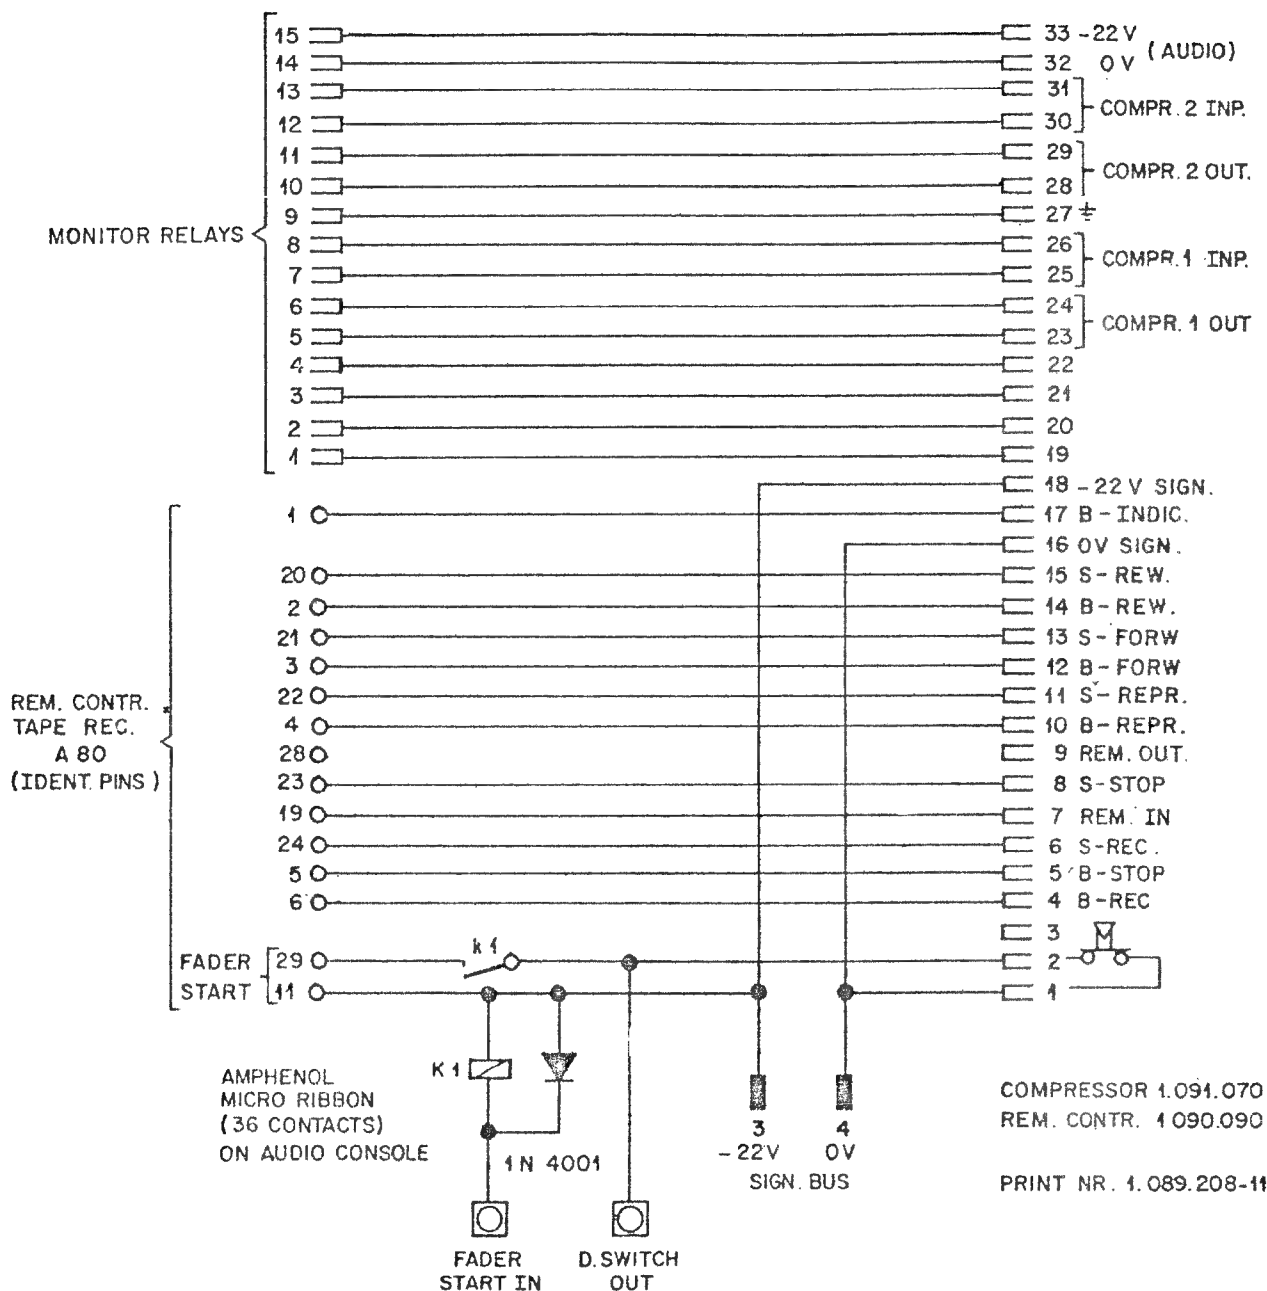 15 33 -22 V
14 32 0 V (AUDIO)
13 31
12 30 COMPR. 2 INP.
11 29
10 28 COMPR. 2 OUT.
9 27
MONITOR RELAYS
8 26
7 25 COMPR.1 INP.
6 24
5 23 COMPR. 1 OUT
4 22
3 21
2 20
1 19
18 -22 V SIGN.
1 17 B-INDIC.
16 0V SIGN.
20 15 S-REW.
2 14 B-REW.
21 13 S-FORW
3 12 B-FORW
22 11 S-REPR.
4 10 B-REPR.
28 9 REM. OUT.
23 8 S-STOP
19 7 REM. IN
24 6 S-REC.
5 5 B-STOP
6 4 B-REC
REM. CONTR.
TAPE REC.
A 80
(IDENT. PINS)
3
k 1
FADER 29 2
START 11 1
K 1
AMPHENOL
MICRO RIBBON
(36 CONTACTS)
ON AUDIO CONSOLE
1N 4001
3 4
-22V 0V
SIGN. BUS
COMPRESSOR 1.091.070
REM. CONTR. 1 090.090
PRINT NR. 1.089.208-11
FADER
START IN
D.SWITCH
OUT